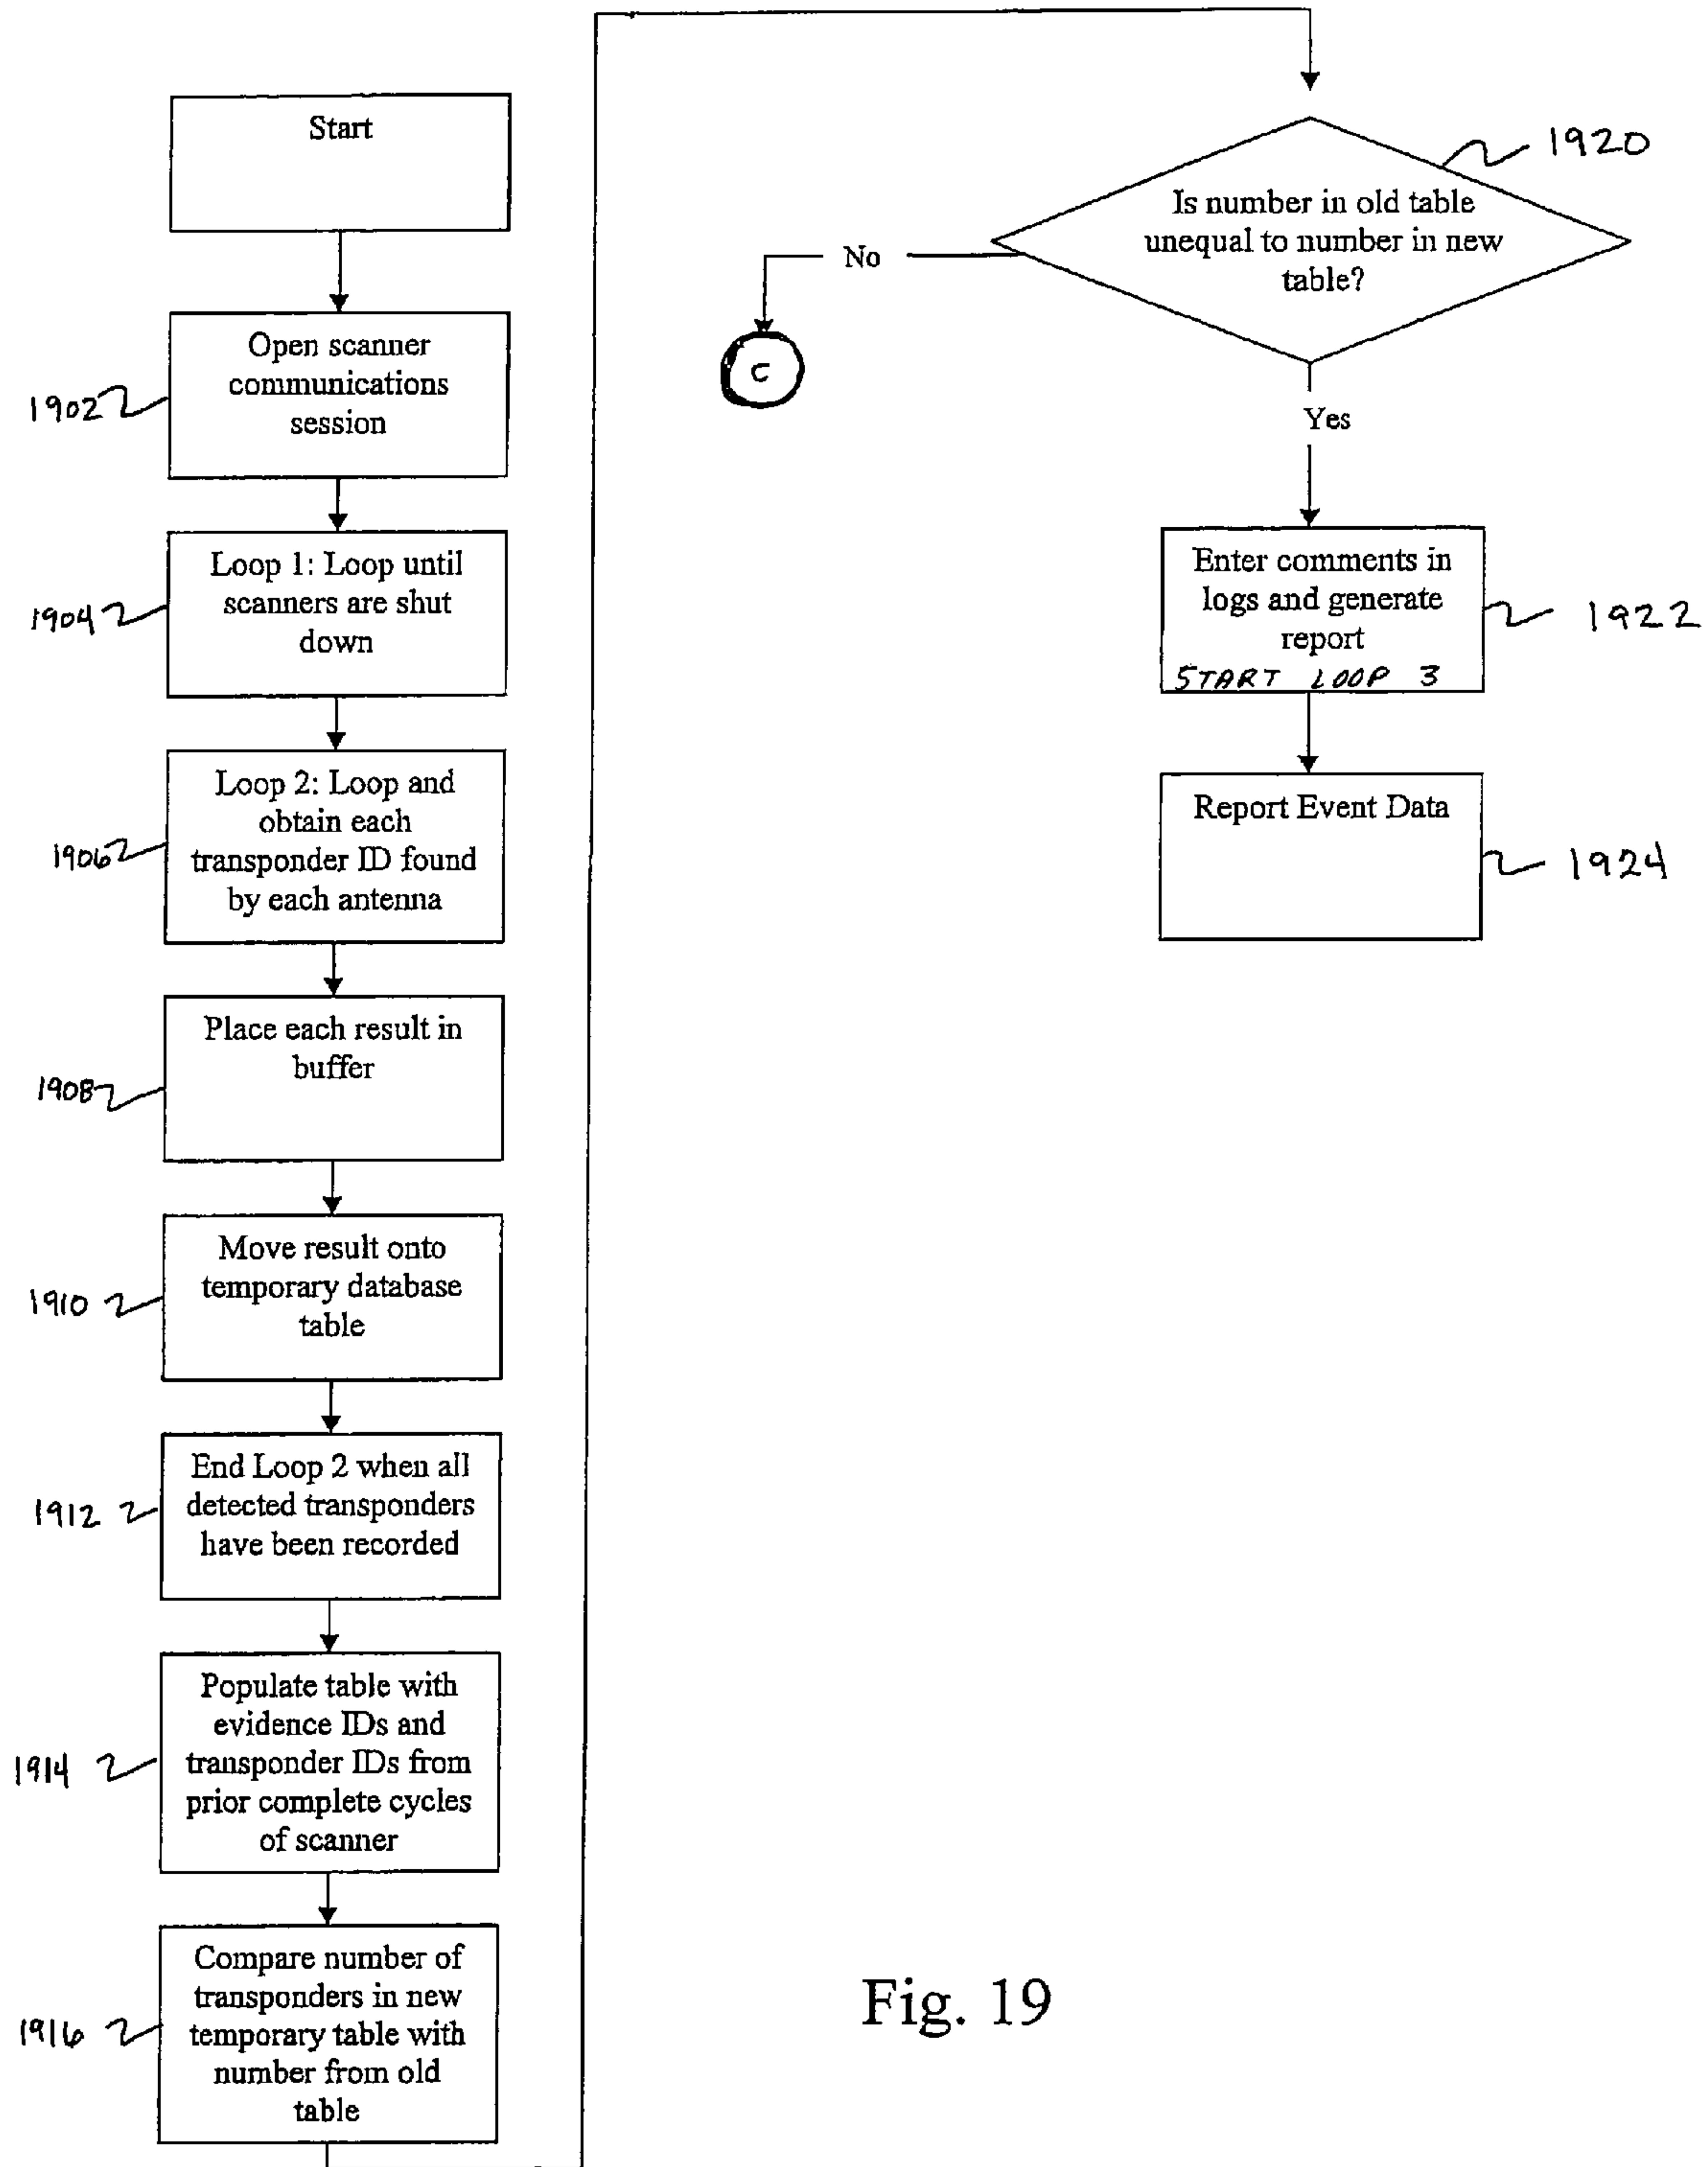 Start
1902
Open scanner
communications
session
1904
Loop 1: Loop until
scanners are shut
down
1906
Loop 2: Loop and
obtain each
transponder ID found
by each antenna
1908
Place each result in
buffer
1910
Move result onto
temporary database
table
1912
End Loop 2 when all
detected transponders
have been recorded
1914
Populate table with
evidence IDs and
transponder IDs from
prior complete cycles
of scanner
1916
Compare number of
transponders in new
temporary table with
number from old
table
1920
Is number in old table
unequal to number in new
table?
No
C
Yes
Enter comments in
logs and generate
report
START LOOP 3
1922
Report Event Data
1924
Fig. 19